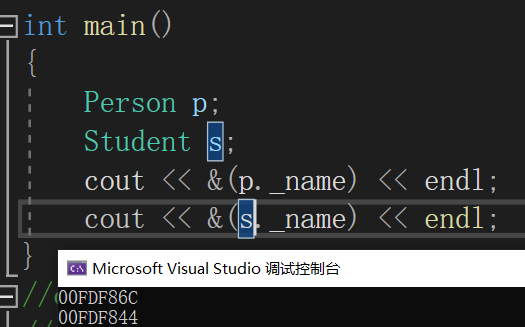 int main()
{
Person p;
Student s;
cout << &(p._name) << endl;
cout << &(s._name) << endl;
}
Microsoft Visual Studio 调试控制台
00FDF86C
00FDF844